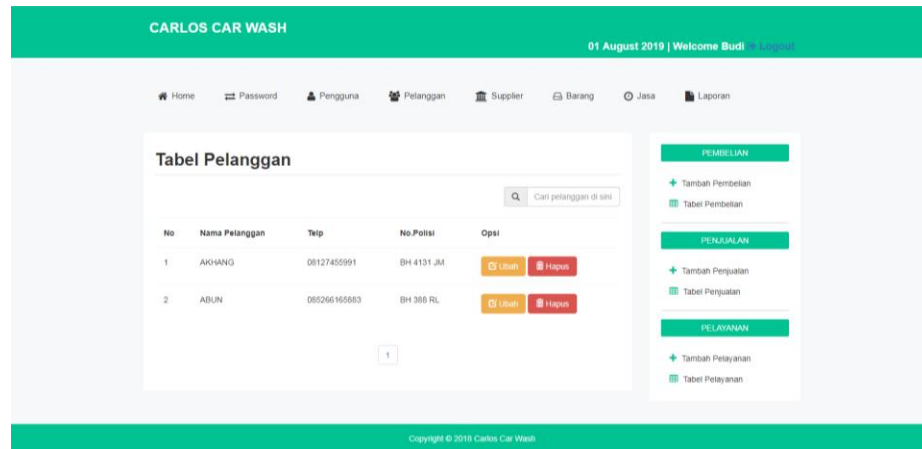 CARLOS CAR WASH
01 August 2019 | Welcome Budi Logout
Home Password Pengguna Pelanggan Supplier Barang Jasa Laporan
Tabel Pelanggan
Cari pelanggan di sini
No Nama Pelanggan Telp No.Polisi Opsi
1 AKHANG 08127455991 BH 4131 JM Ubah Hapus
2 ABUN BH 388 RL Ubah Hapus
1
PEMBELIAN
Tambah Pembelian
Tabel Pembelian
PENJUALAN
Tambah Penjualan
Tabel Penjualan
PELAYANAN
Tambah Pelayanan
Tabel Pelayanan
Copyright © 2018 Carlos Car Wash